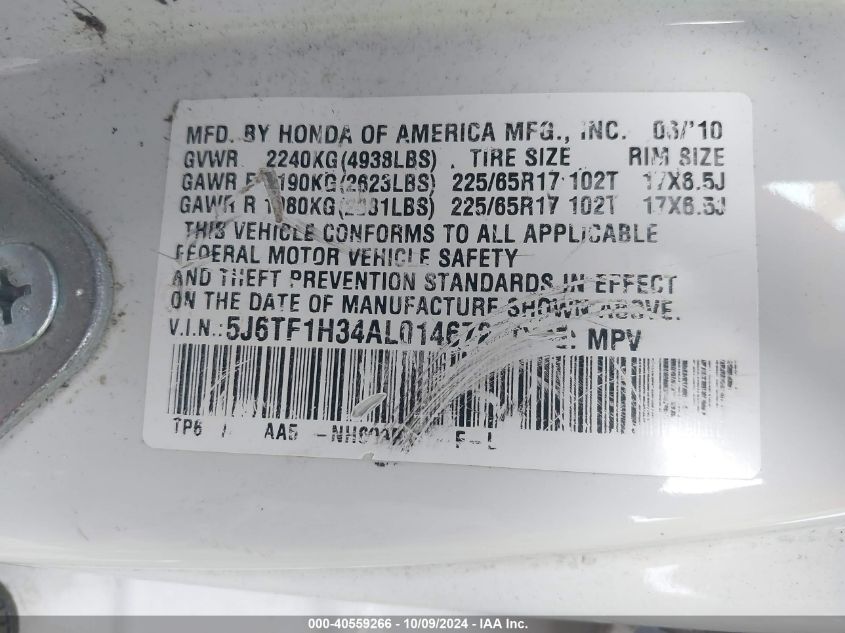 MFD. BY HONDA OF AMERICA MFG., INC. 03/'10
GVWR 2240KG(4938LBS) TIRE SIZE RIM SIZE
GAWR F 1190KG(2623LBS) 225/65R17 102T 17X6.5J
GAWR R 225/65R17 102T 17X6.5J
THIS VEHICLE CONFORMS TO ALL APPLICABLE
FEDERAL MOTOR VEHICLE SAFETY
AND THEFT PREVENTION STANDARDS IN EFFECT
ON THE DATE OF MANUFACTURE SHOWN ABOVE.
V.I.N.: TYPE: MPV
TP6 AA5 F-L
000-40559266 - 10/09/2024 - IAA Inc.